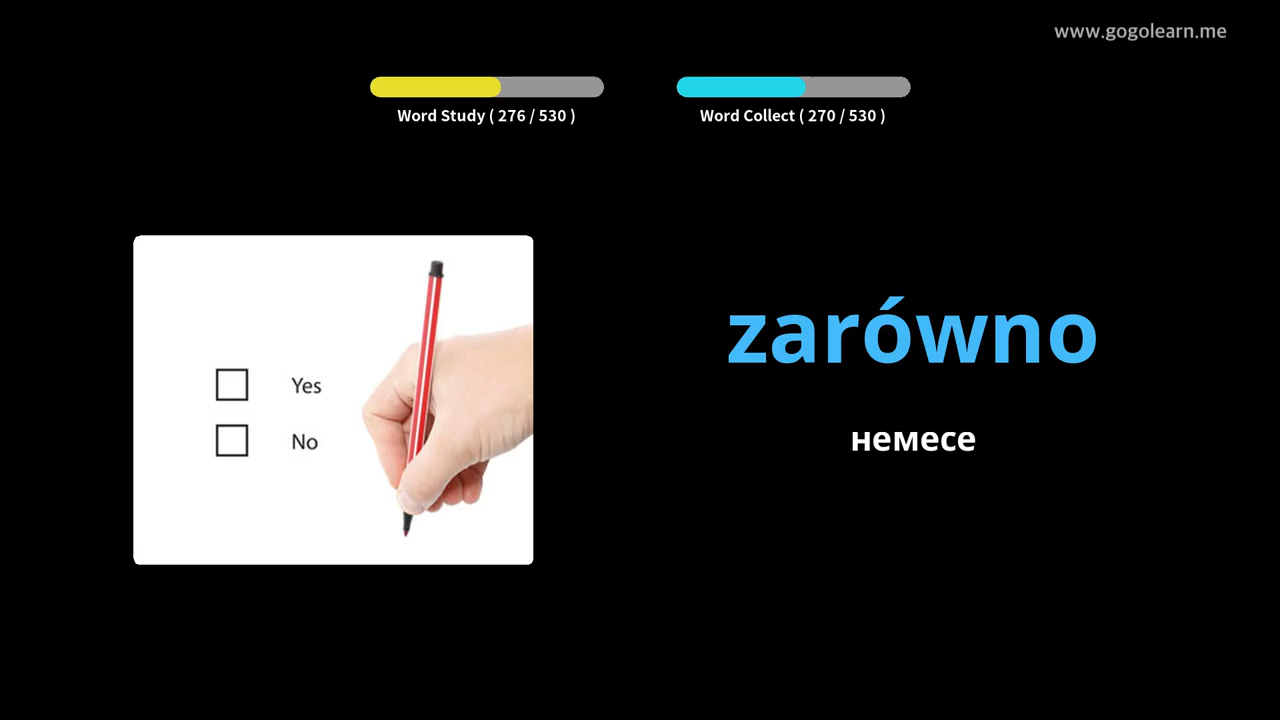 www.gogolearn.me
Word Study ( 276 / 530 )
Word Collect ( 270 / 530 )
Yes
No
zarówno
немесе